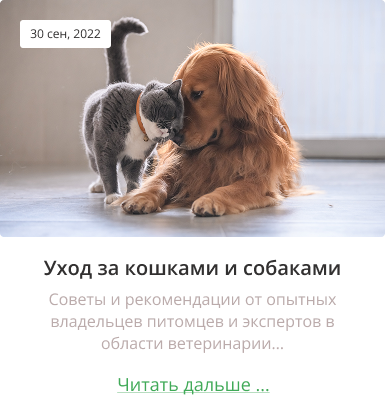 30 сен, 2022
Уход за кошками и собаками
Советы и рекомендации от опытных
владельцев питомцев и экспертов в
области ветеринарии...
Читать дальше ...